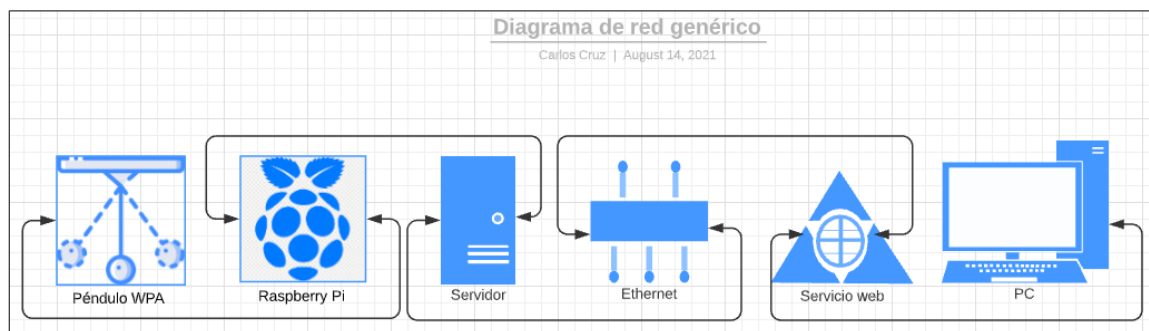 Diagrama de red genérico
Carlos Cruz | August 14, 2021
Péndulo WPA
Raspberry Pi
Servidor
Ethernet
Servicio web
PC